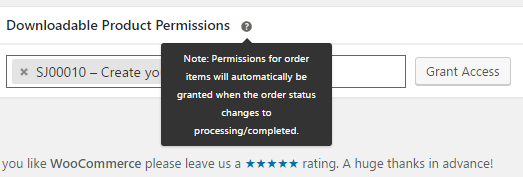 Downloadable Product Permissions ?
Note: Permissions for order
items will automatically be
granted when the order status
changes to
processing/completed.
× SJ00010 – Create yo
Grant Access
you like WooCommerce please leave us a ★★★★★ rating. A huge thanks in advance!